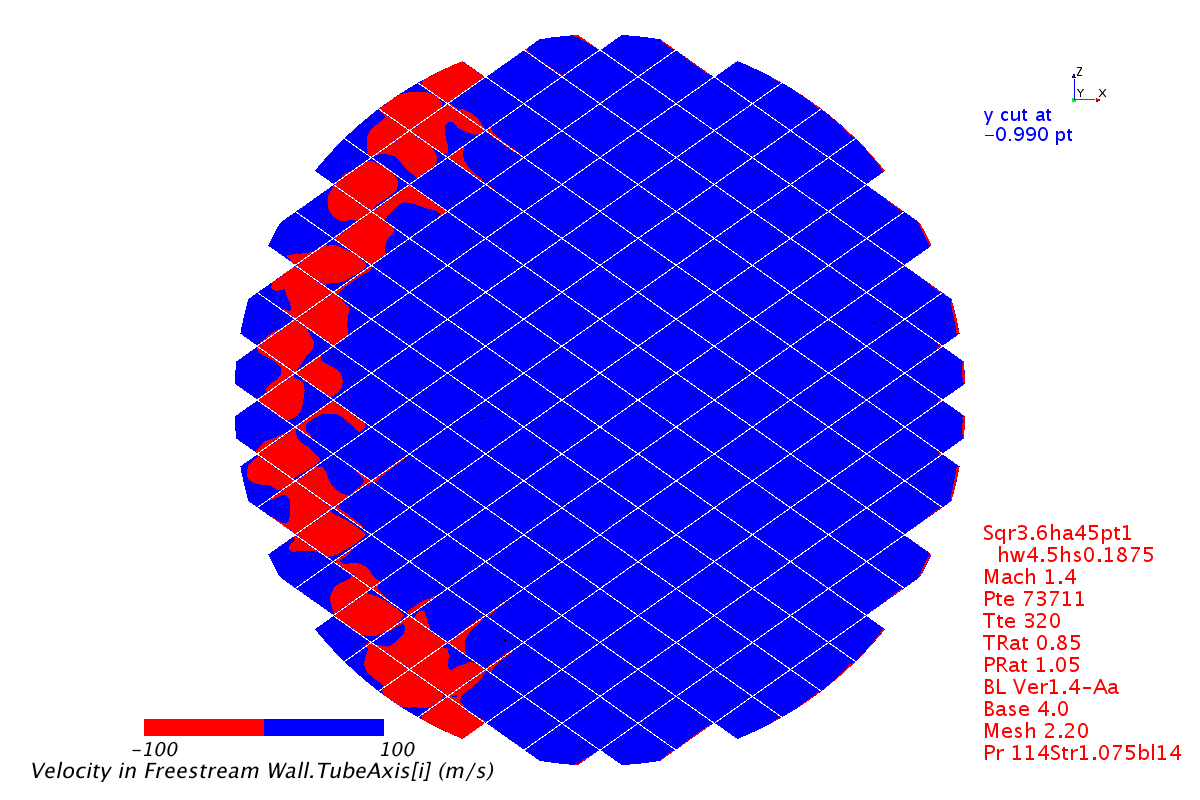 Z
Y X
y cut at
−0.990 pt
Sqr3.6ha45pt1
hw4.5hs0.1875
Mach 1.4
Pte 73711
Tte 320
TRat 0.85
PRat 1.05
BL Ver1.4−Aa
Base 4.0
Mesh 2.20
Pr 114Str1.075bl14
−100 100
Velocity in Freestream Wall.TubeAxis[i] (m/s)